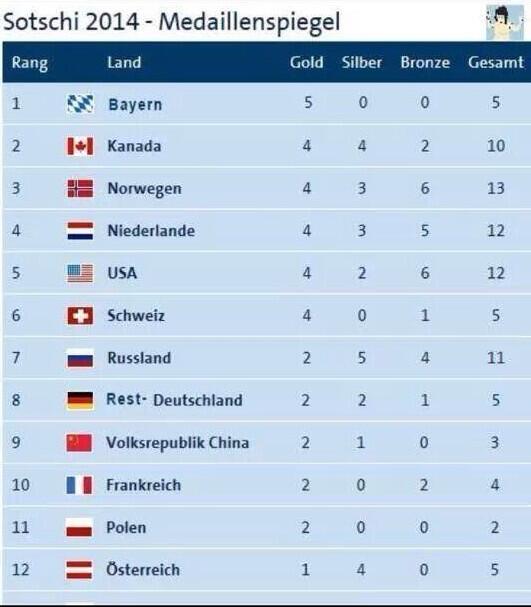 Sotschi 2014 - Medaillenspiegel
Rang Land Gold Silber Bronze Gesamt
1 Bayern 5 0 0 5
2 Kanada 4 4 2 10
3 Norwegen 4 3 6 13
4 Niederlande 4 3 5 12
5 USA 4 2 6 12
6 Schweiz 4 0 1 5
7 Russland 2 5 4 11
8 Rest- Deutschland 2 2 1 5
9 Volksrepublik China 2 1 0 3
10 Frankreich 2 0 2 4
11 Polen 2 0 0 2
12 Österreich 1 4 0 5